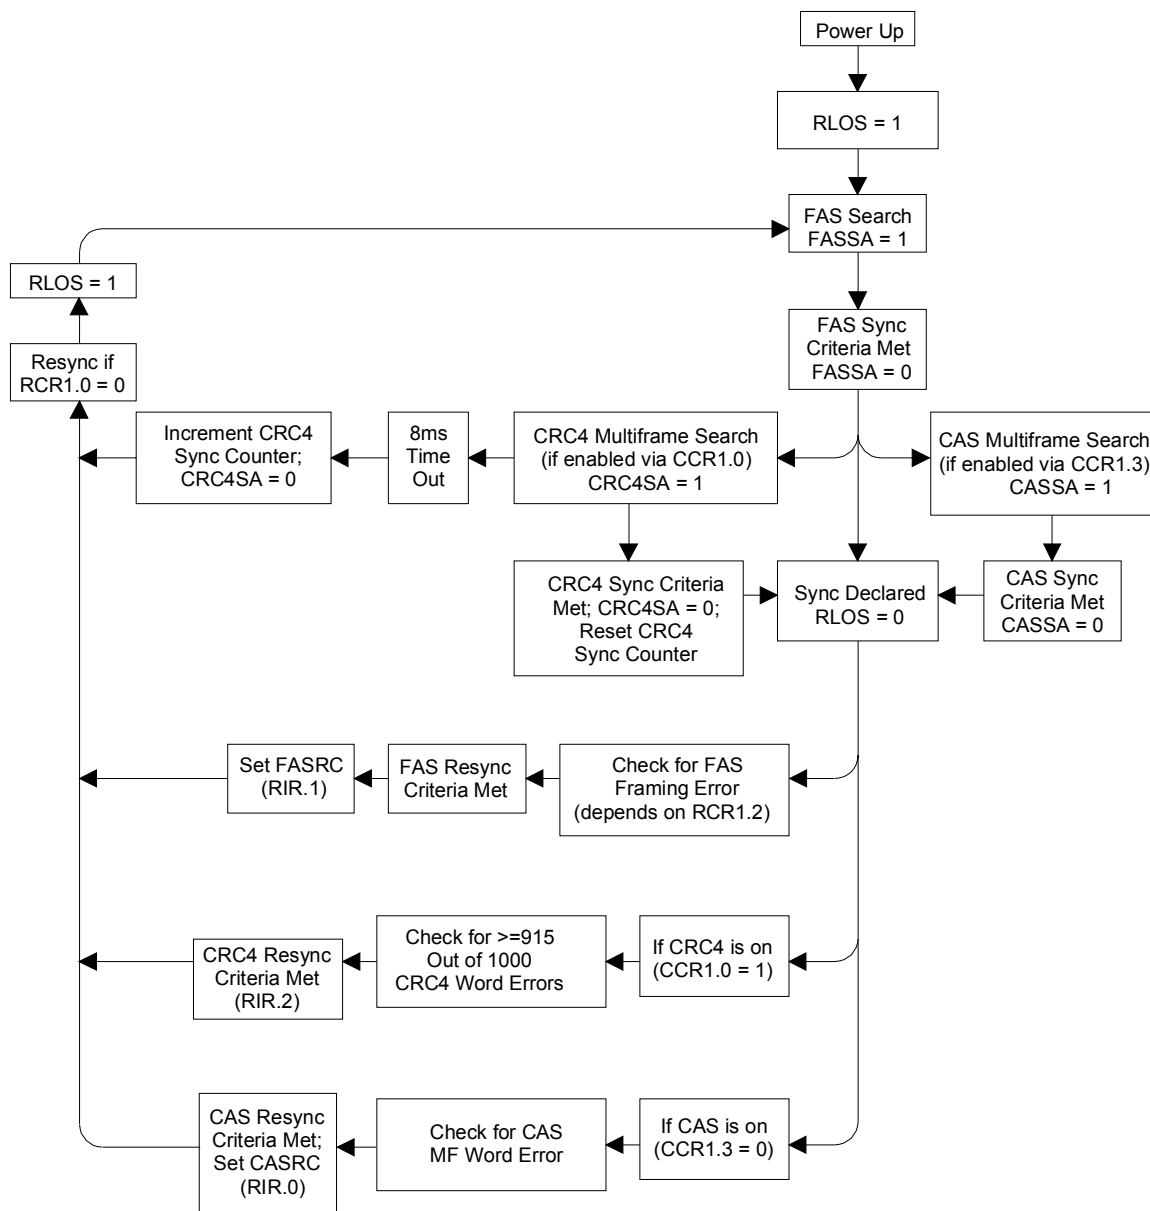 Power Up
RLOS = 1
FAS Search
FASSA = 1
RLOS = 1
FAS Sync
Criteria Met
FASSA = 0
Resync if
RCR1.0 = 0
Increment CRC4
Sync Counter;
CRC4SA = 0
8ms
Time
Out
CRC4 Multiframe Search
(if enabled via CCR1.0)
CRC4SA = 1
CAS Multiframe Search
(if enabled via CCR1.3)
CASSA = 1
CRC4 Sync Criteria
Met; CRC4SA = 0;
Reset CRC4
Sync Counter
Sync Declared
RLOS = 0
CAS Sync
Criteria Met
CASSA = 0
Set FASRC
(RIR.1)
FAS Resync
Criteria Met
Check for FAS
Framing Error
(depends on RCR1.2)
CRC4 Resync
Criteria Met
(RIR.2)
Check for >=915
Out of 1000
CRC4 Word Errors
If CRC4 is on
(CCR1.0 = 1)
CAS Resync
Criteria Met;
Set CASRC
(RIR.0)
Check for CAS
MF Word Error
If CAS is on
(CCR1.3 = 0)